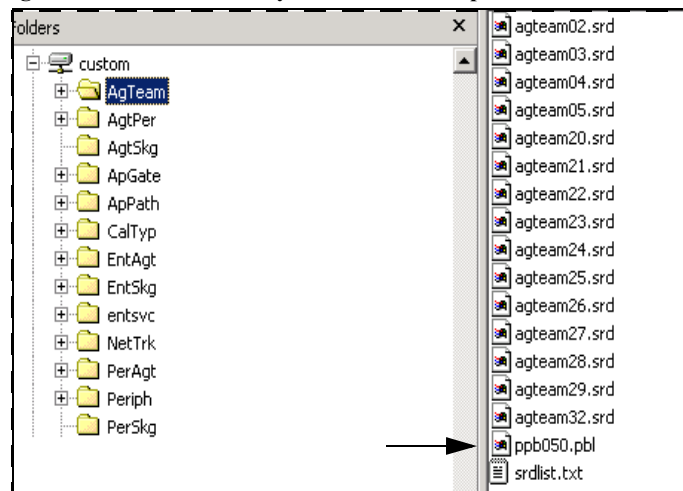 olders
custom
AgTeam
AgtPer
AgtSkg
ApGate
ApPath
CalTyp
EntAgt
EntSkg
entsvc
NetTrk
PerAgt
Periph
PerSkg
agteam02.srd
agteam03.srd
agteam04.srd
agteam05.srd
agteam20.srd
agteam21.srd
agteam22.srd
agteam23.srd
agteam24.srd
agteam25.srd
agteam26.srd
agteam27.srd
agteam28.srd
agteam29.srd
agteam32.srd
ppb050.pbl
srdlist.txt